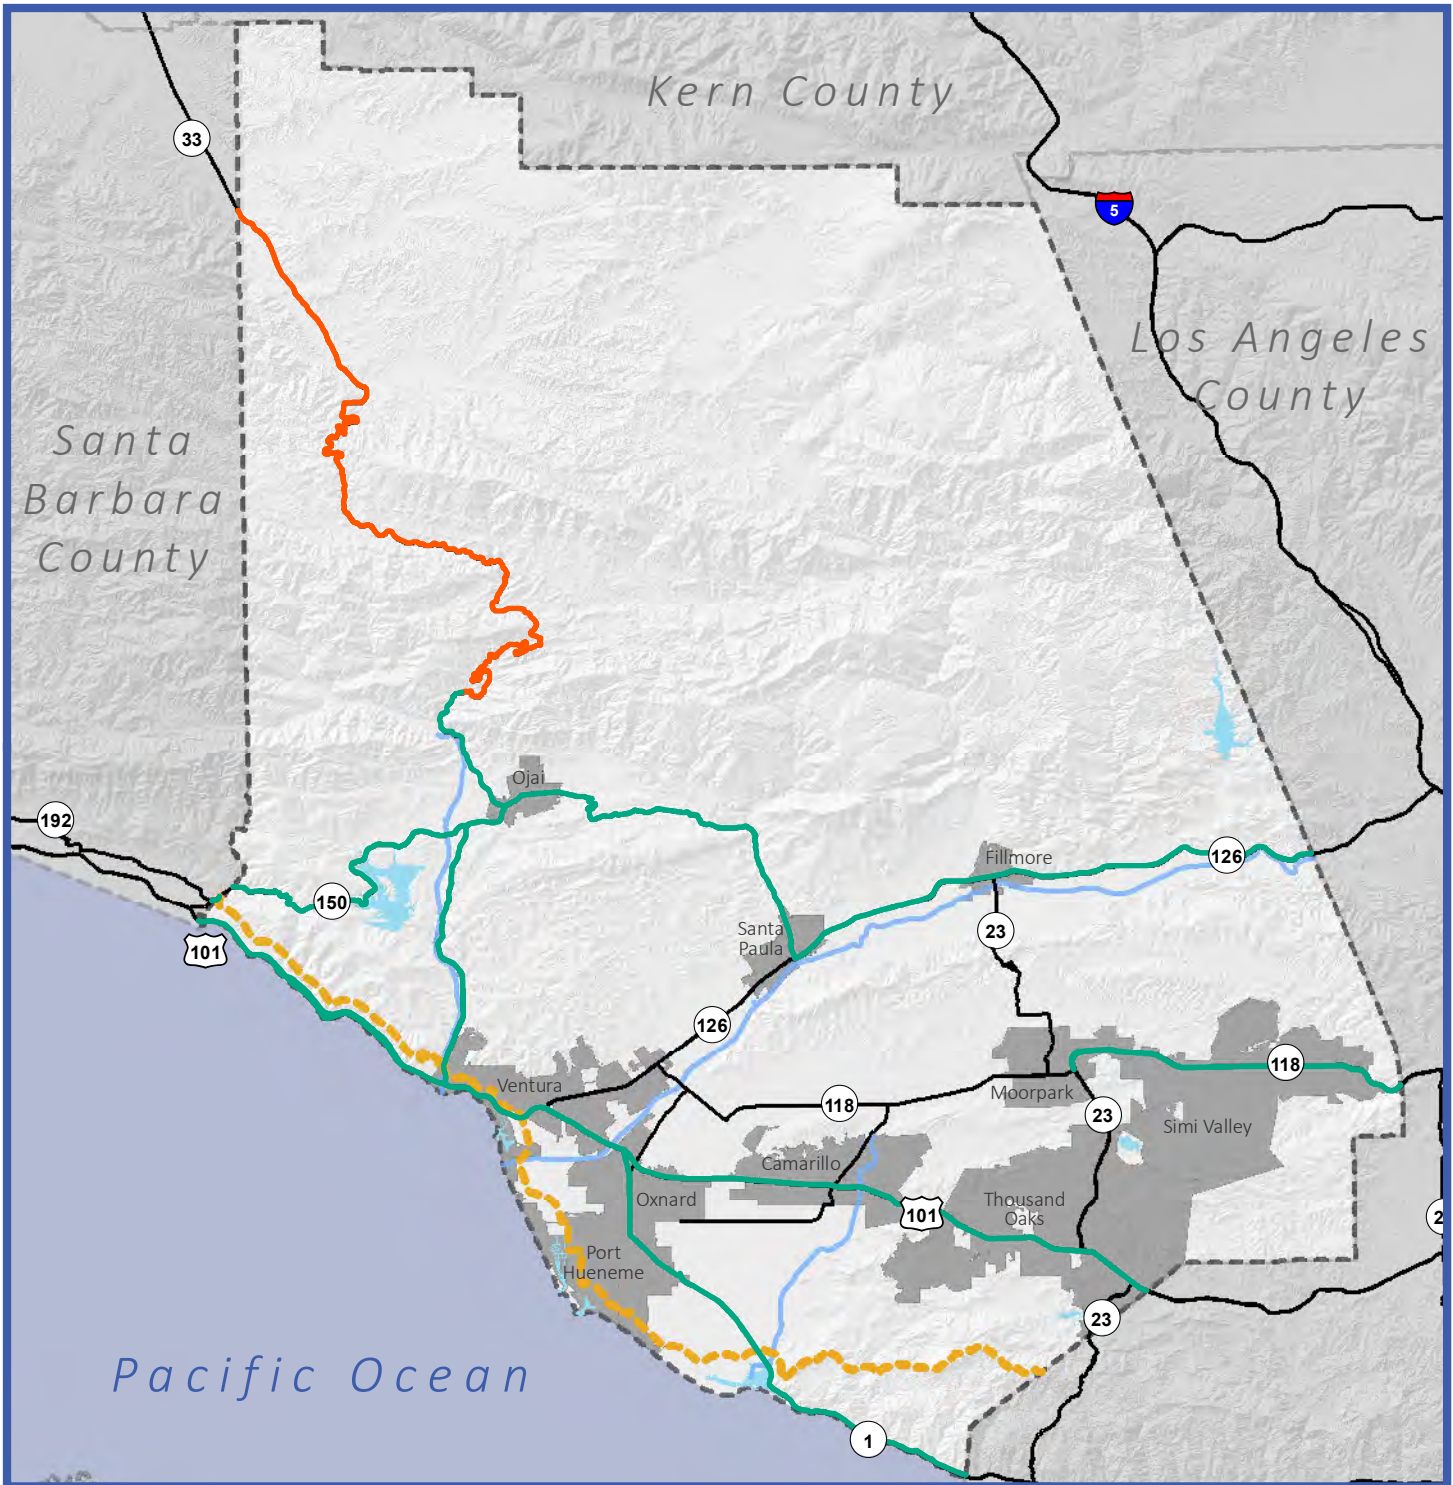 Kern County
33
5
Los Angeles
County
Santa
Barbara
County
Ojai
192
Fillmore
126
150
Santa
Paula
23
101
126
118
Ventura
Moorpark
118
23
Simi Valley
Camarillo
Oxnard
Thousand
Oaks
101
2
Port
Hueneme
23
Pacific Ocean
1